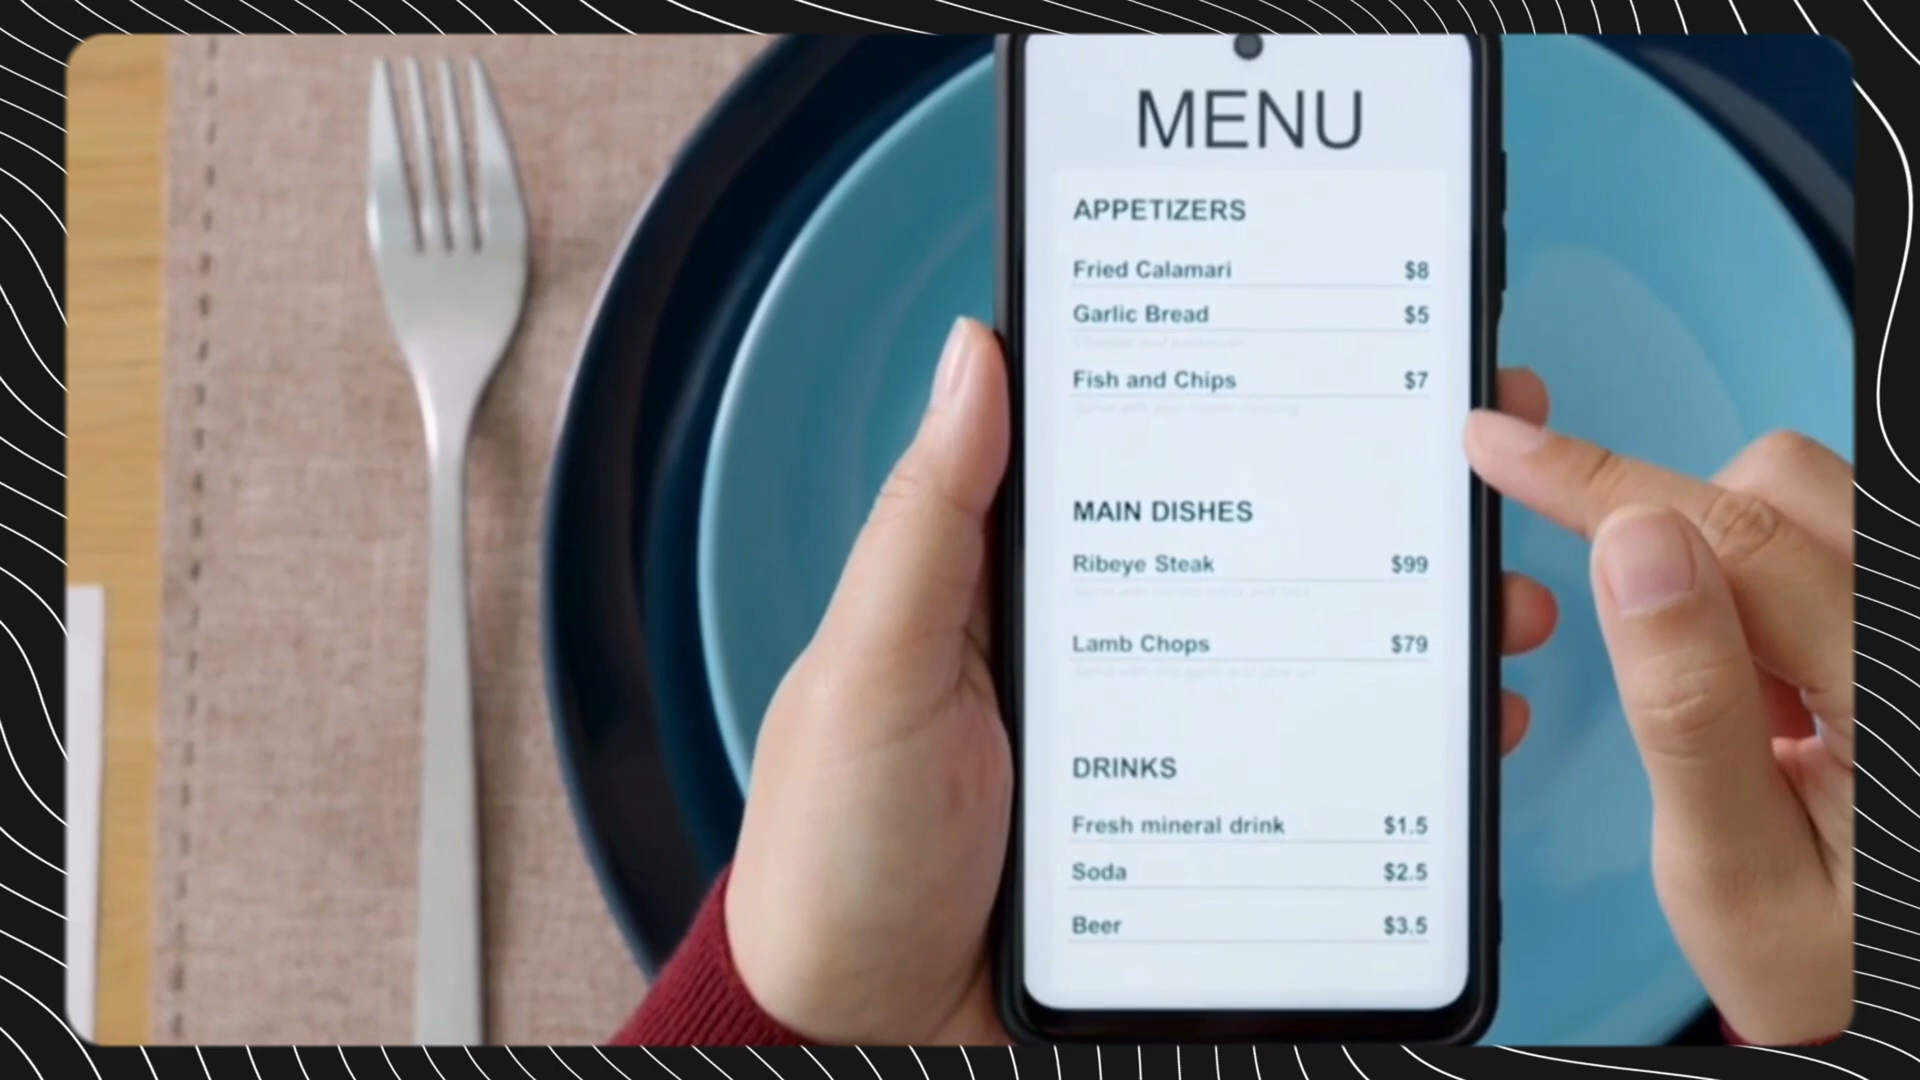 MENU
APPETIZERS
Fried Calamari $8
Garlic Bread $5
Fish and Chips $7
MAIN DISHES
Ribeye Steak $99
Lamb Chops $79
DRINKS
Fresh mineral drink $1.5
Soda $2.5
Beer $3.5